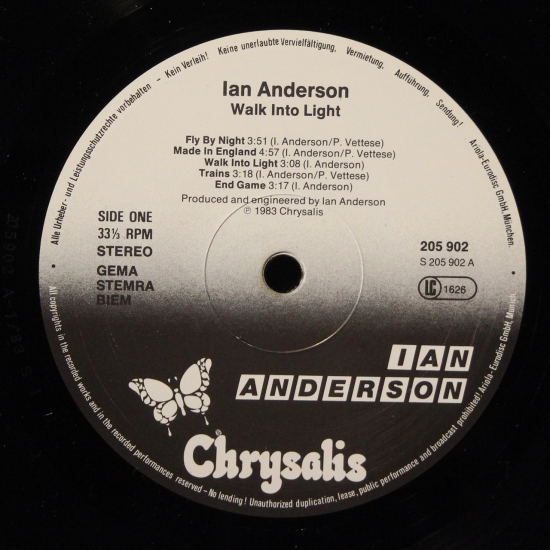 Alle Urheber- und Leistungsschutzrechte vorbehalten – Kein Verleih! Keine unerlaubte Vervielfältigung, Vermietung, Aufführung, Sendung! Ariola-Eurodisc GmbH, München.
Ian Anderson
Walk Into Light
Fly By Night 3:51 (I. Anderson/P. Vettese)
Made In England 4:57 (I. Anderson/P. Vettese)
Walk Into Light 3:08 (I. Anderson)
Trains 3:18 (I. Anderson/P. Vettese)
End Game 3:17 (I. Anderson)
Produced and engineered by Ian Anderson
℗ 1983 Chrysalis
SIDE ONE
33⅓ RPM
STEREO
GEMA
STEMRA
BIEM
205 902
S 205 902 A
LC 1626
IAN
ANDERSON
Chrysalis
®
All copyrights in the recorded works and in the recorded performances reserved – No lending! Unauthorized duplication, lease, public performance and broadcast prohibited! Ariola-Eurodisc GmbH, Munich.